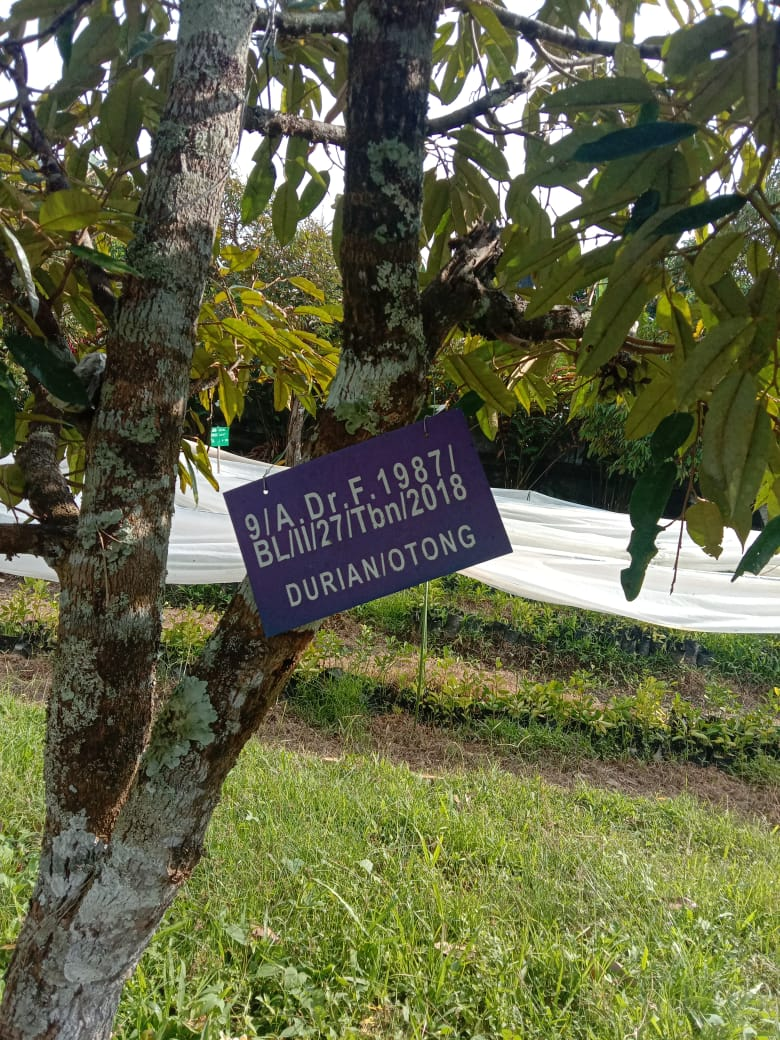 9/A.Dr.F.1987/
BL/II/27/Tbn/2018
DURIAN/OTONG